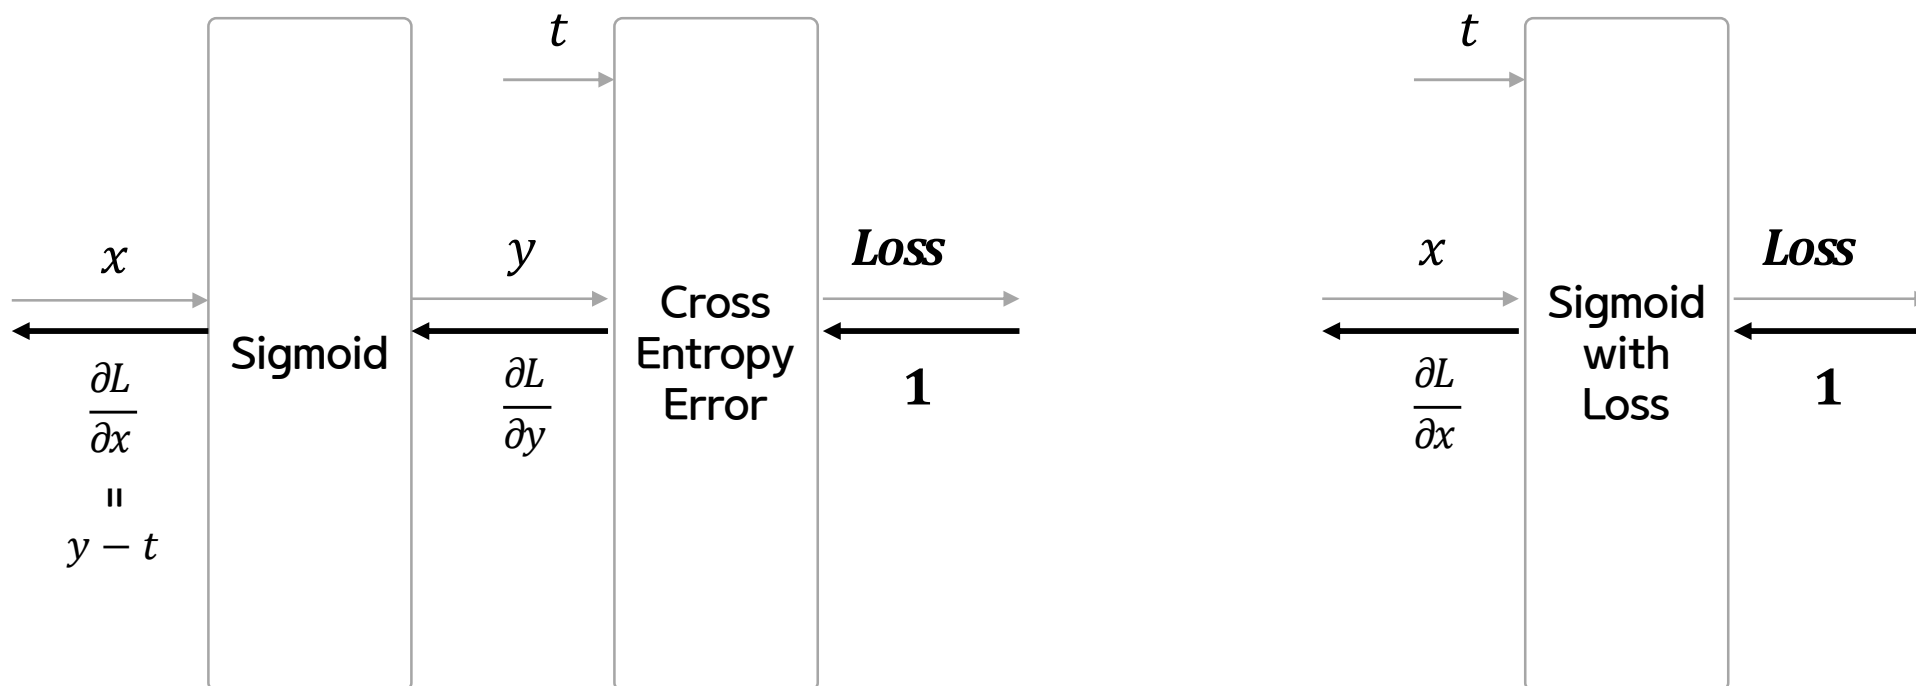 t
x
Sigmoid
∂L
∂x
=
y − t
y
∂L
∂y
Cross
Entropy
Error
Loss
1
t
x
∂L
∂x
Sigmoid
with
Loss
Loss
1